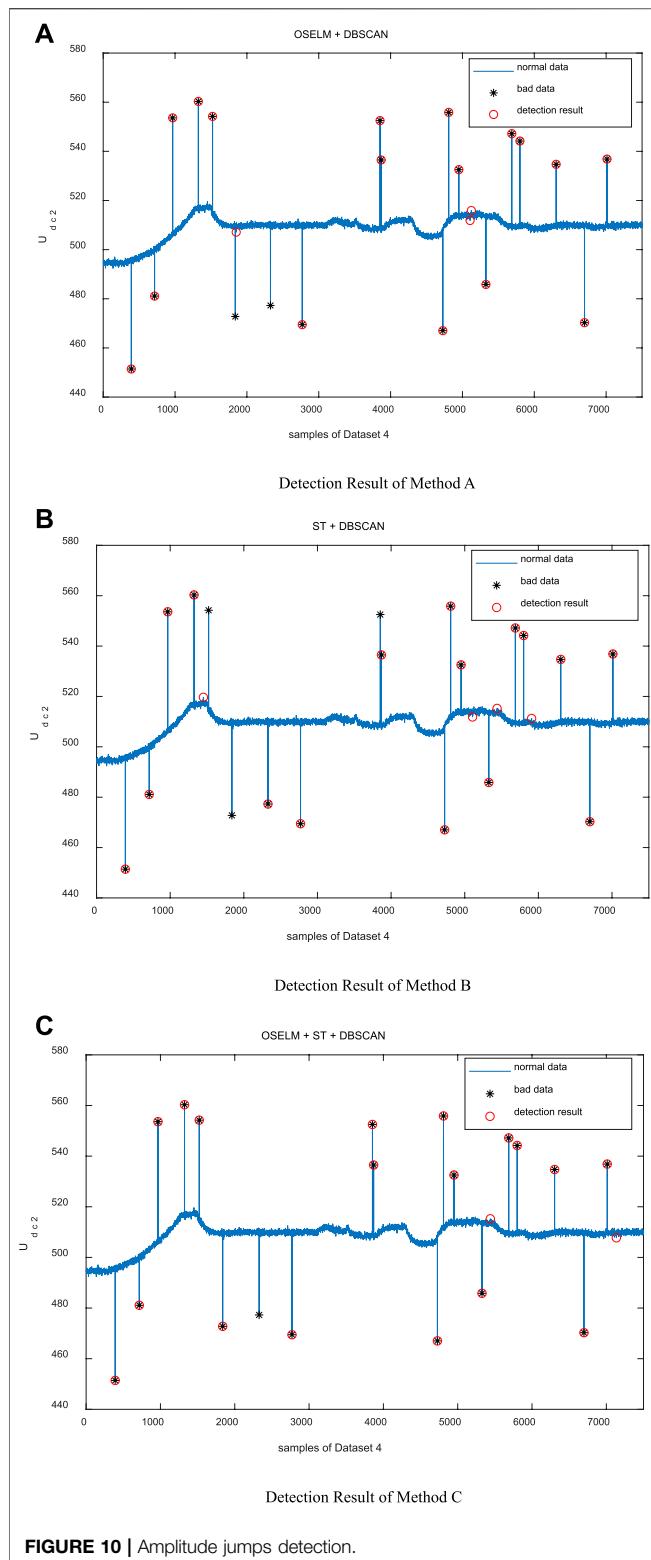 A
OSELM + DBSCAN
580
560
540
520
500
480
460
440
U d c 2
normal data
bad data
detection result
0 1000 2000 3000 4000 5000 6000 7000
samples of Dataset 4
Detection Result of Method A
B
ST + DBSCAN
580
560
540
520
500
480
460
440
U d c 2
normal data
bad data
detection result
0 1000 2000 3000 4000 5000 6000 7000
samples of Dataset 4
Detection Result of Method B
C
OSELM + ST + DBSCAN
580
560
540
520
500
480
460
440
U d c 2
normal data
bad data
detection result
0 1000 2000 3000 4000 5000 6000 7000
samples of Dataset 4
Detection Result of Method C
FIGURE 10 | Amplitude jumps detection.